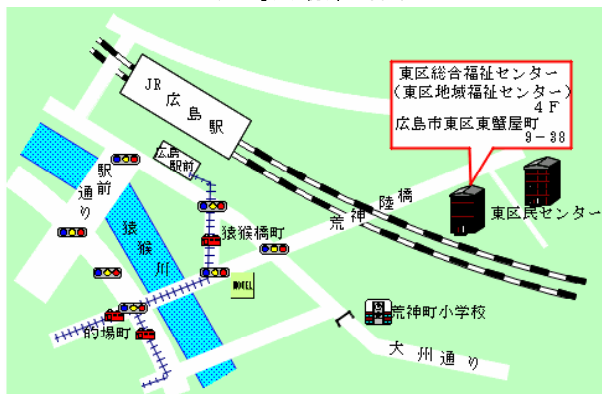 東区総合福祉センター
(東区地域福祉センター)
4F
広島市東区東蟹屋町
9-38
JR
広島駅
広島
駅前
駅前
通り
猿猴川
猿猴橋町
荒神陸橋
東区民センター
HOTEL
荒神町小学校
的場町
大州通り